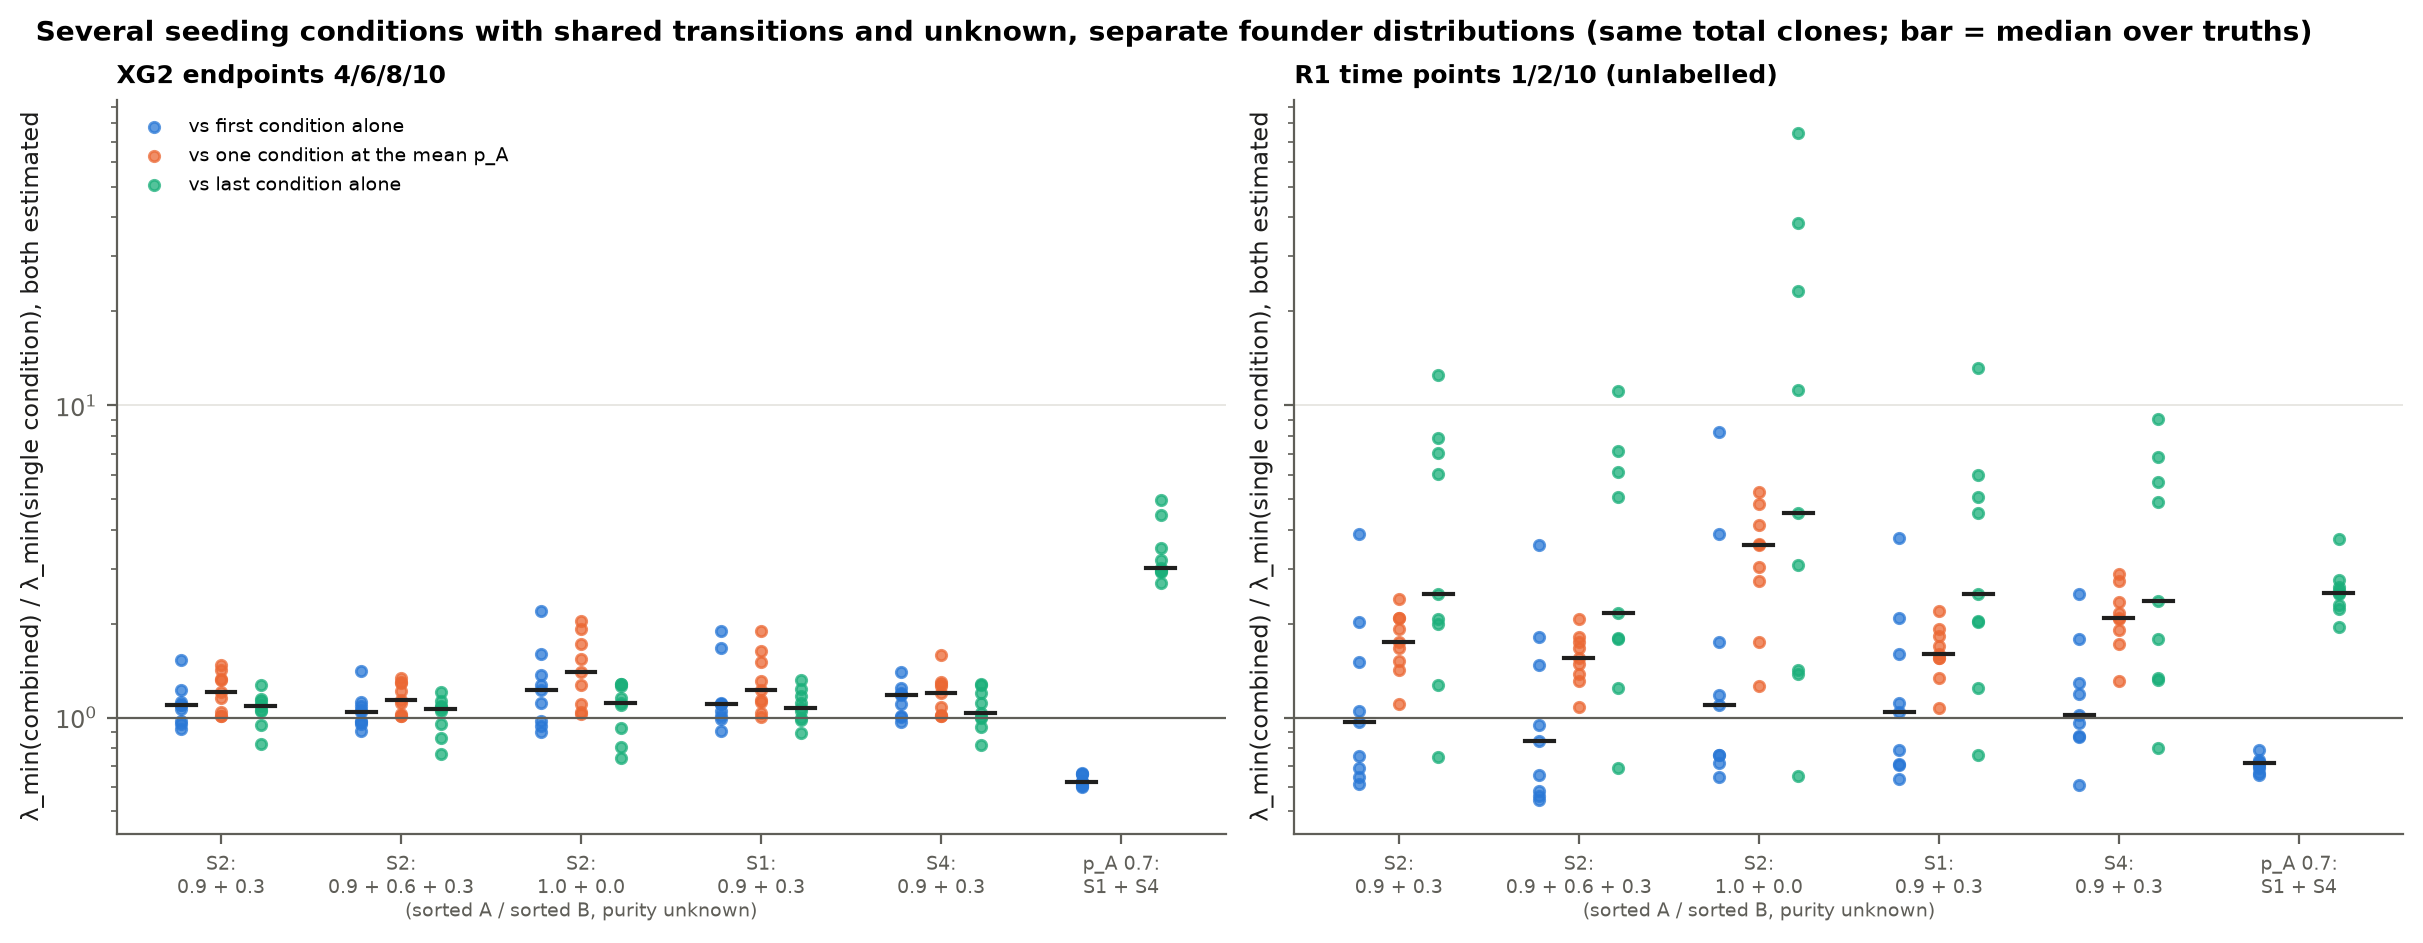 Several seeding conditions with shared transitions and unknown, separate founder distributions (same total clones; bar = median over truths)
XG2 endpoints 4/6/8/10
λ_min(combined) / λ_min(single condition), both estimated
vs first condition alone
vs one condition at the mean p_A
vs last condition alone
10¹
10⁰
S2:
0.9 + 0.3
S2:
0.9 + 0.6 + 0.3
S2:
1.0 + 0.0
S1:
0.9 + 0.3
S4:
0.9 + 0.3
p_A 0.7:
S1 + S4
(sorted A / sorted B, purity unknown)
R1 time points 1/2/10 (unlabelled)
λ_min(combined) / λ_min(single condition), both estimated
S2:
0.9 + 0.3
S2:
0.9 + 0.6 + 0.3
S2:
1.0 + 0.0
S1:
0.9 + 0.3
S4:
0.9 + 0.3
p_A 0.7:
S1 + S4
(sorted A / sorted B, purity unknown)